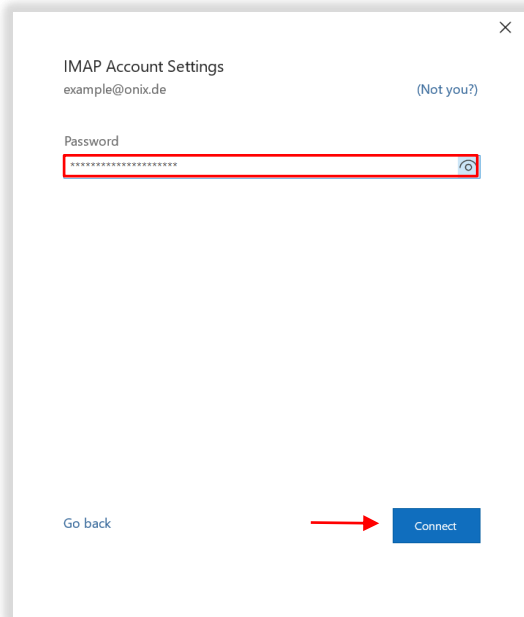 IMAP Account Settings
example@onix.de (Not you?)
Password
*********************
Go back Connect